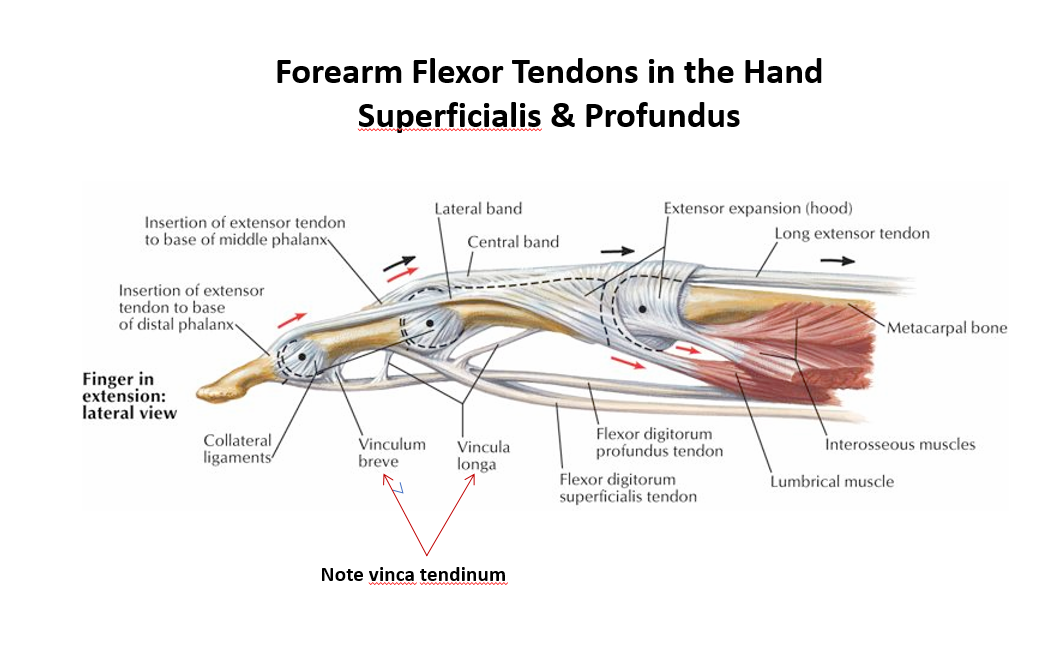 Forearm Flexor Tendons in the Hand
Superficialis & Profundus
Lateral band
Extensor expansion (hood)
Insertion of extensor tendon
to base of middle phalanx
Central band
Long extensor tendon
Insertion of extensor
tendon to base
of distal phalanx
Metacarpal bone
Finger in
extension:
lateral view
Collateral
ligaments
Vinculum
breve
Vincula
longa
Flexor digitorum
profundus tendon
Interosseous muscles
Flexor digitorum
superficialis tendon
Lumbrical muscle
Note vinca tendinum